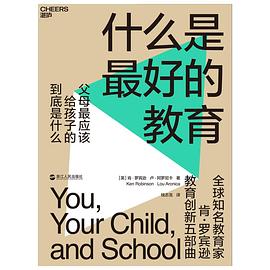 CHEERS
湛庐
什么是
最好的
教育
父母最应该
给孩子的
到底是什么
[英] 肯·罗宾逊 卢·阿罗尼卡 著
Ken Robinson Lou Aronica
浙江人民出版社
You,
Your Child,
and School
全球知名教育家
肯·罗宾逊
教育创新五部曲